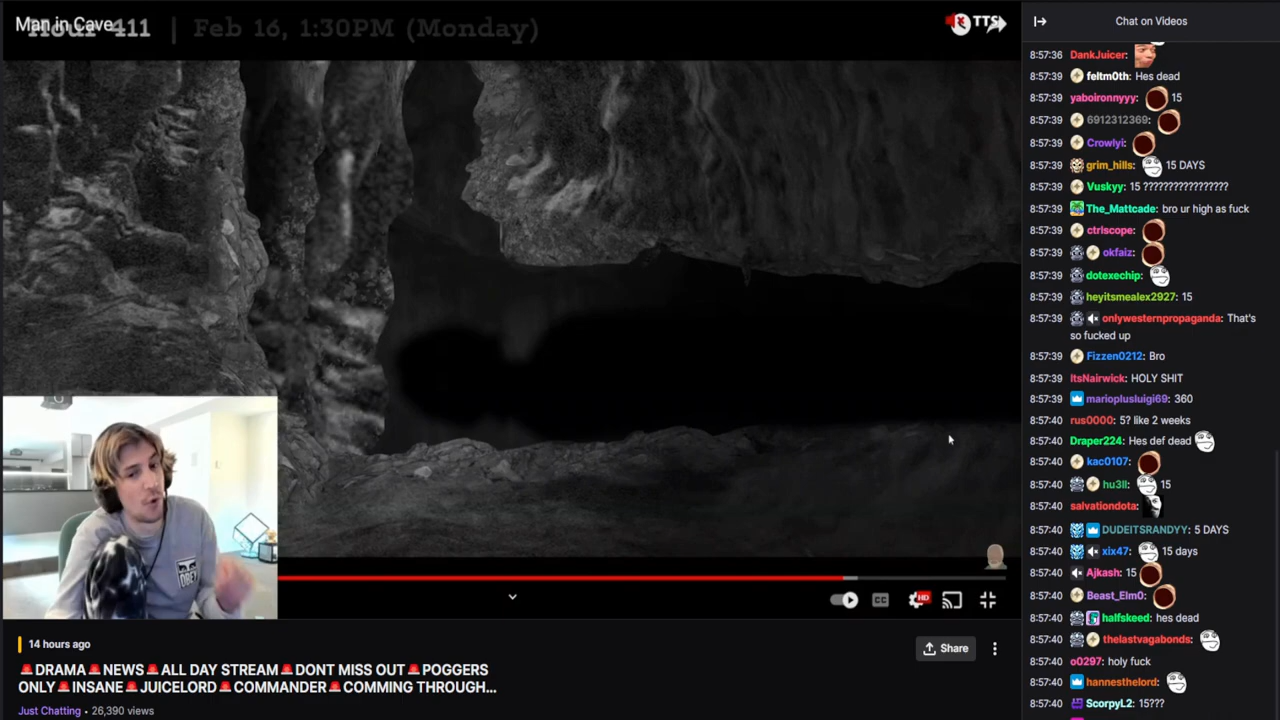 Man in Cave
Hour 411 | Feb 16, 1:30PM (Monday)
TTS
HD
CC
OBEY
14 hours ago
Share
🚨DRAMA🚨NEWS🚨ALL DAY STREAM🚨DONT MISS OUT🚨POGGERS
ONLY🚨INSANE🚨JUICELORD🚨COMMANDER🚨COMMING THROUGH...
Just Chatting • 26,390 views
Chat on Videos
8:57:36 DankJuicer:
8:57:39 feltm0th: Hes dead
8:57:39 yaboironnyyy: 15
8:57:39 6912312369:
8:57:39 Crowlyi:
8:57:39 grim_hills: 15 DAYS
8:57:39 Vuskyy: 15 ????????????????
8:57:39 The_Mattcade: bro ur high as fuck
8:57:39 ctrlscope:
8:57:39 okfaiz:
8:57:39 dotexechip:
8:57:39 heyitsmealex2927: 15
8:57:39 onlywesternpropaganda: That's
so fucked up
8:57:39 Fizzen0212: Bro
8:57:39 ItsNairwick: HOLY SHIT
8:57:39 marioplusluigi69: 360
8:57:40 rus0000: 5? like 2 weeks
8:57:40 Draper224: Hes def dead
8:57:40 kac0107:
8:57:40 hu3ll: 15
8:57:40 salvationdota:
8:57:40 DUDEITSRANDYY: 5 DAYS
8:57:40 xix47: 15 days
8:57:40 Ajkash: 15
8:57:40 Beast_Elm0:
8:57:40 halfskeed: hes dead
8:57:40 thelastvagabonds:
8:57:40 o0297: holy fuck
8:57:40 hannesthelord:
8:57:40 ScorpyL2: 15???